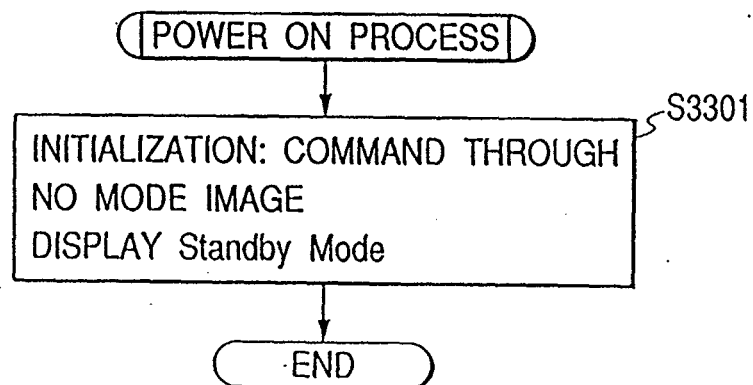 POWER ON PROCESS
S3301
INITIALIZATION: COMMAND THROUGH
NO MODE IMAGE
DISPLAY Standby Mode
END